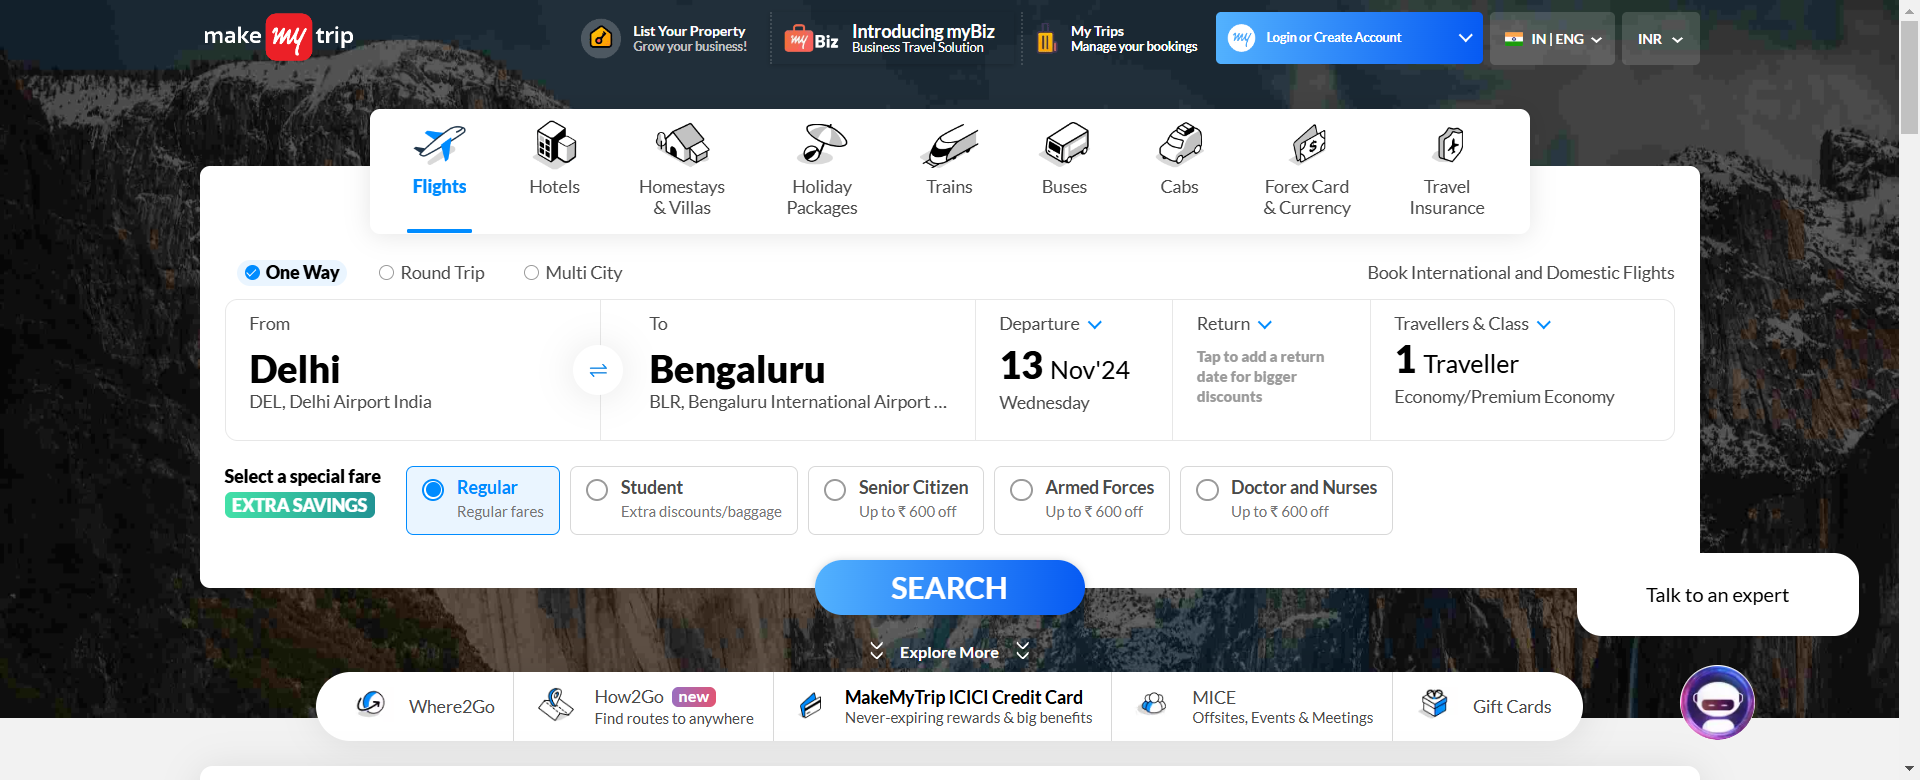 make my trip
List Your Property
Grow your business!
my Biz
Introducing myBiz
Business Travel Solution
My Trips
Manage your bookings
my
Login or Create Account
IN | ENG
INR
Flights
Hotels
Homestays
& Villas
Holiday
Packages
Trains
Buses
Cabs
Forex Card
& Currency
Travel
Insurance
One Way
Round Trip
Multi City
Book International and Domestic Flights
From
Delhi
DEL, Delhi Airport India
To
Bengaluru
BLR, Bengaluru International Airport ...
Departure
13 Nov'24
Wednesday
Return
Tap to add a return
date for bigger
discounts
Travellers & Class
1 Traveller
Economy/Premium Economy
Select a special fare
EXTRA SAVINGS
Regular
Regular fares
Student
Extra discounts/baggage
Senior Citizen
Up to ₹ 600 off
Armed Forces
Up to ₹ 600 off
Doctor and Nurses
Up to ₹ 600 off
SEARCH
Talk to an expert
Explore More
Where2Go
How2Go new
Find routes to anywhere
MakeMyTrip ICICI Credit Card
Never-expiring rewards & big benefits
MICE
Offsites, Events & Meetings
Gift Cards